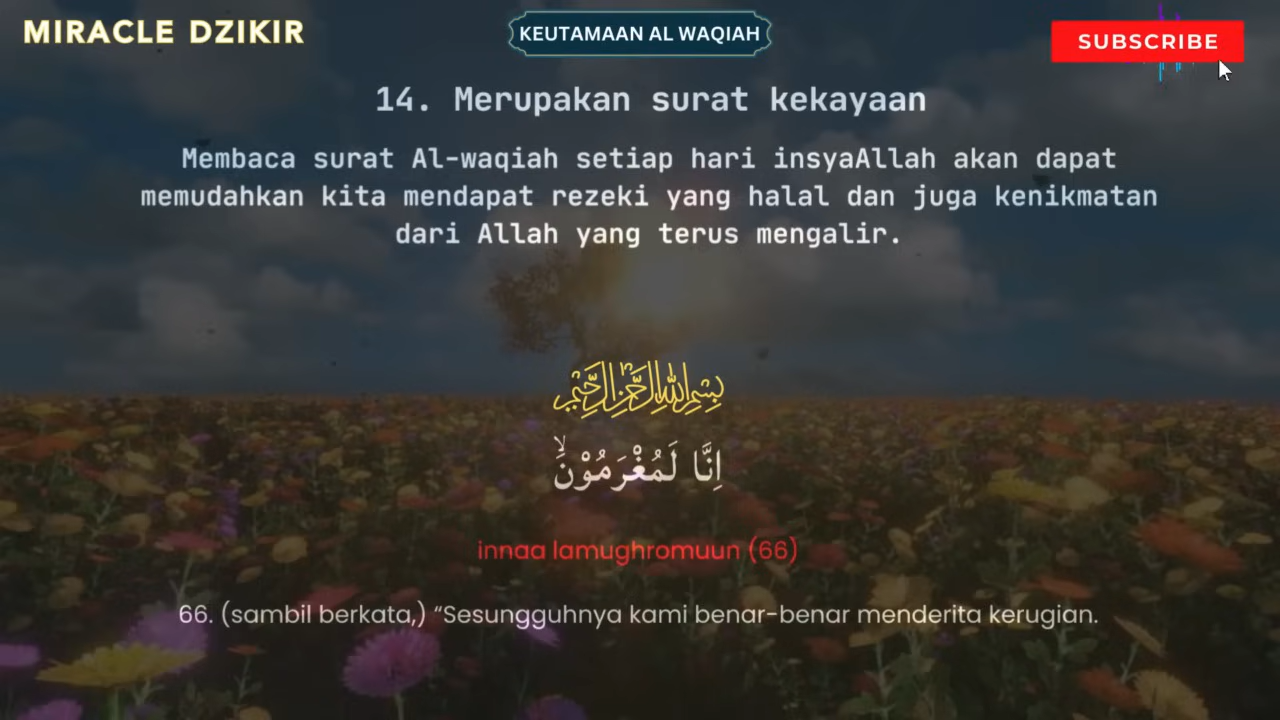 MIRACLE DZIKIR
KEUTAMAAN AL WAQIAH
SUBSCRIBE
14. Merupakan surat kekayaan
Membaca surat Al-waqiah setiap hari insyaAllah akan dapat
memudahkan kita mendapat rezeki yang halal dan juga kenikmatan
dari Allah yang terus mengalir.
بِسْمِ اللّٰهِ الرَّحْمٰنِ الرَّحِيْمِ
اِنَّا لَمُغْرَمُوْنَۙ
innaa lamughromuun (66)
66. (sambil berkata,) “Sesungguhnya kami benar-benar menderita kerugian.